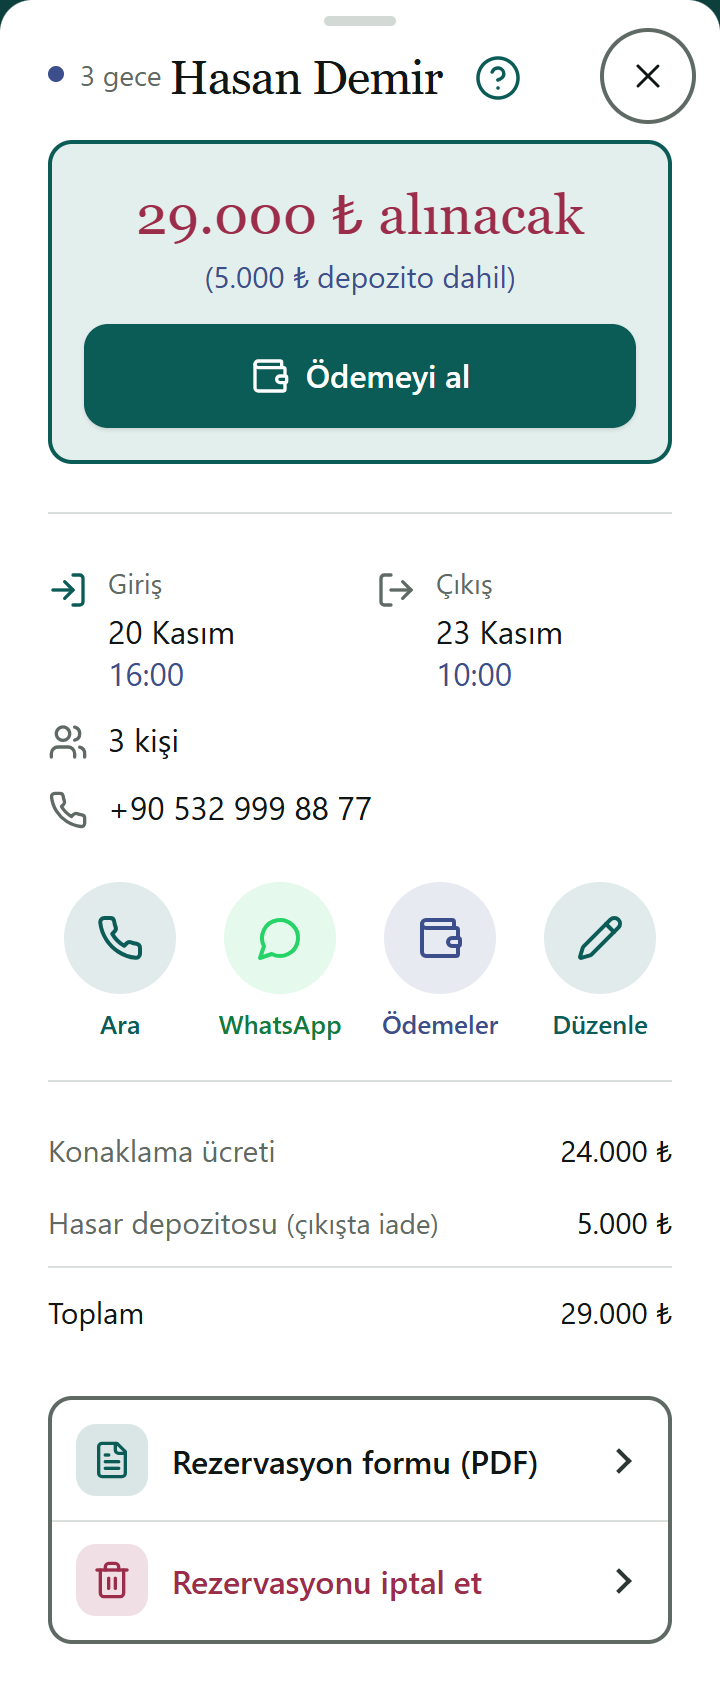 3 gece Hasan Demir
29.000 ₺ alınacak
(5.000 ₺ depozito dahil)
Ödemeyi al
Giriş Çıkış
20 Kasım 23 Kasım
16:00 10:00
3 kişi
+90 532 999 88 77
Ara WhatsApp Ödemeler Düzenle
Konaklama ücreti 24.000 ₺
Hasar depozitosu (çıkışta iade) 5.000 ₺
Toplam 29.000 ₺
Rezervasyon formu (PDF)
Rezervasyonu iptal et